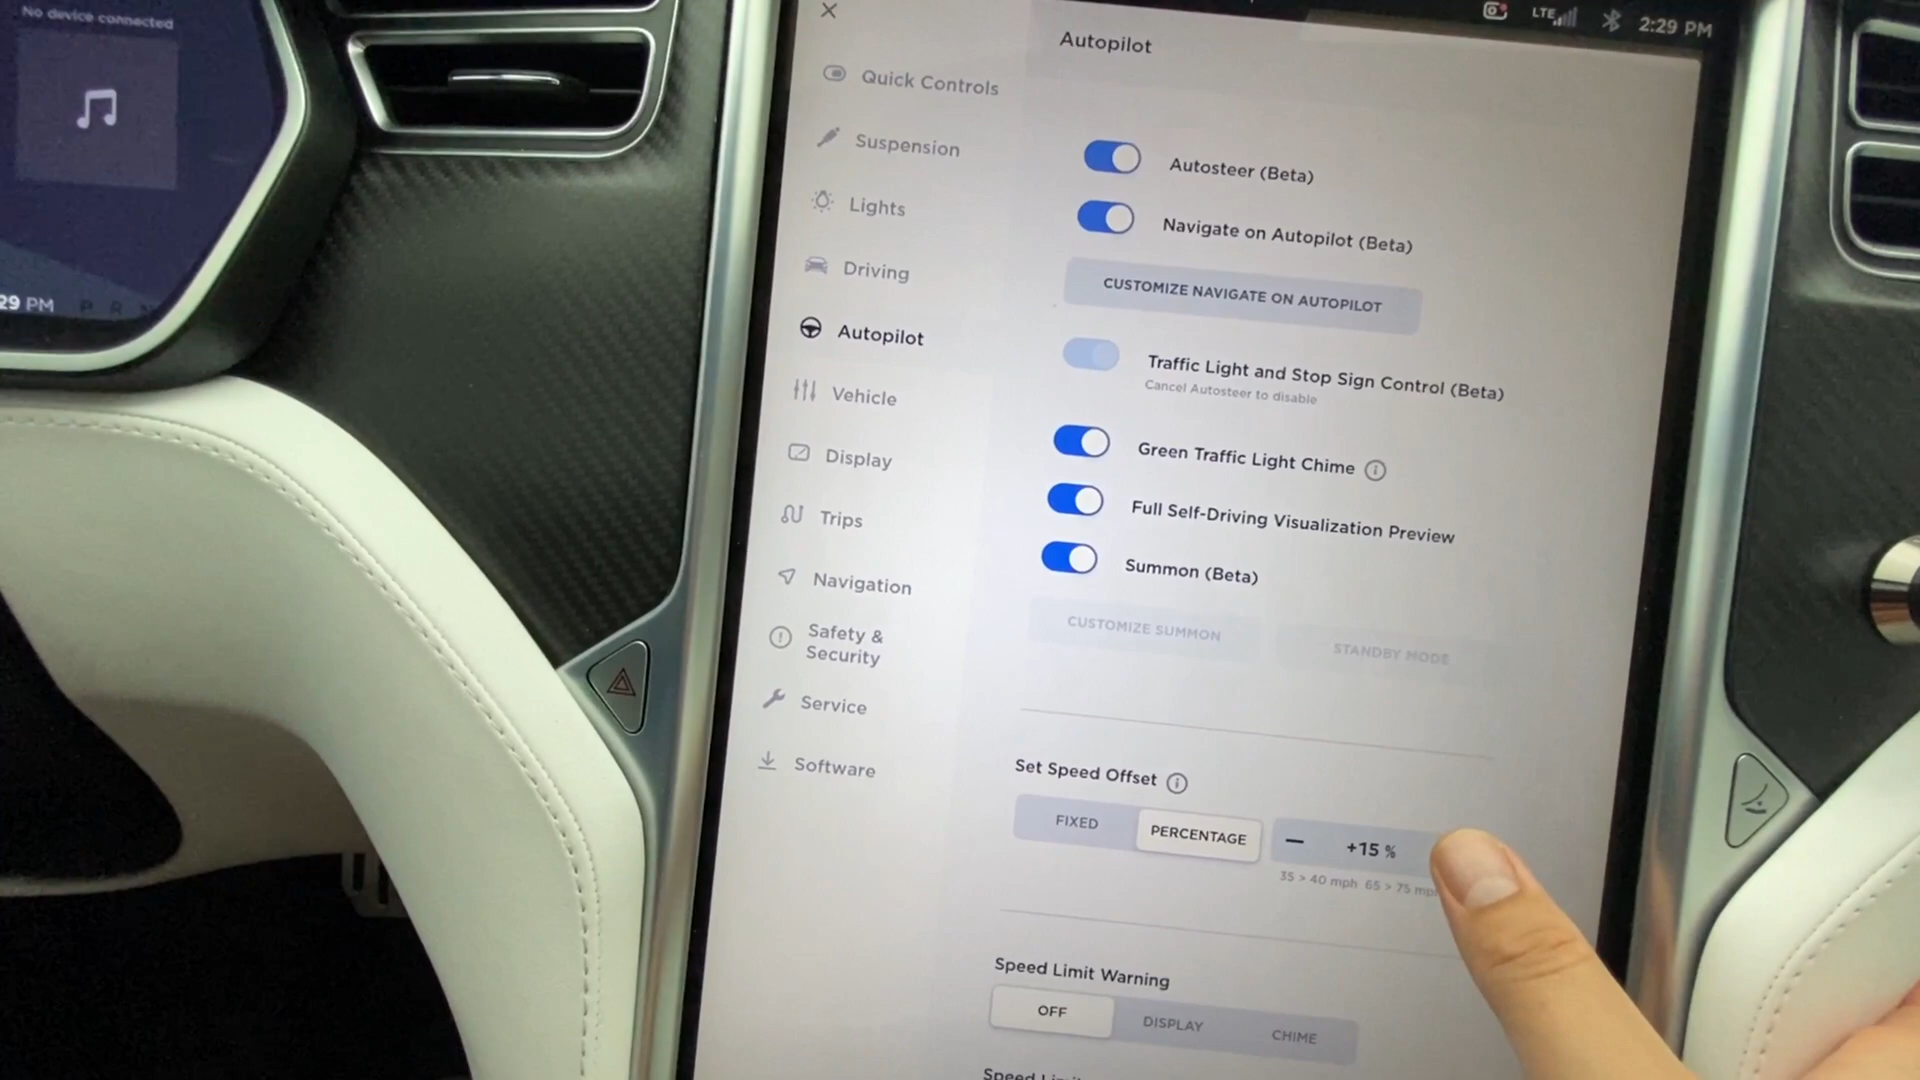 No device connected
29 PM
P R
LTE
2:29 PM
Autopilot
Quick Controls
Suspension
Lights
Driving
Autopilot
Vehicle
Display
Trips
Navigation
Safety &
Security
Service
Software
Autosteer (Beta)
Navigate on Autopilot (Beta)
CUSTOMIZE NAVIGATE ON AUTOPILOT
Traffic Light and Stop Sign Control (Beta)
Cancel Autosteer to disable
Green Traffic Light Chime
Full Self-Driving Visualization Preview
Summon (Beta)
CUSTOMIZE SUMMON
STANDBY MODE
Set Speed Offset
FIXED
PERCENTAGE
+15 %
35 > 40 mph 65 > 75 mph
Speed Limit Warning
OFF
DISPLAY
CHIME
Speed